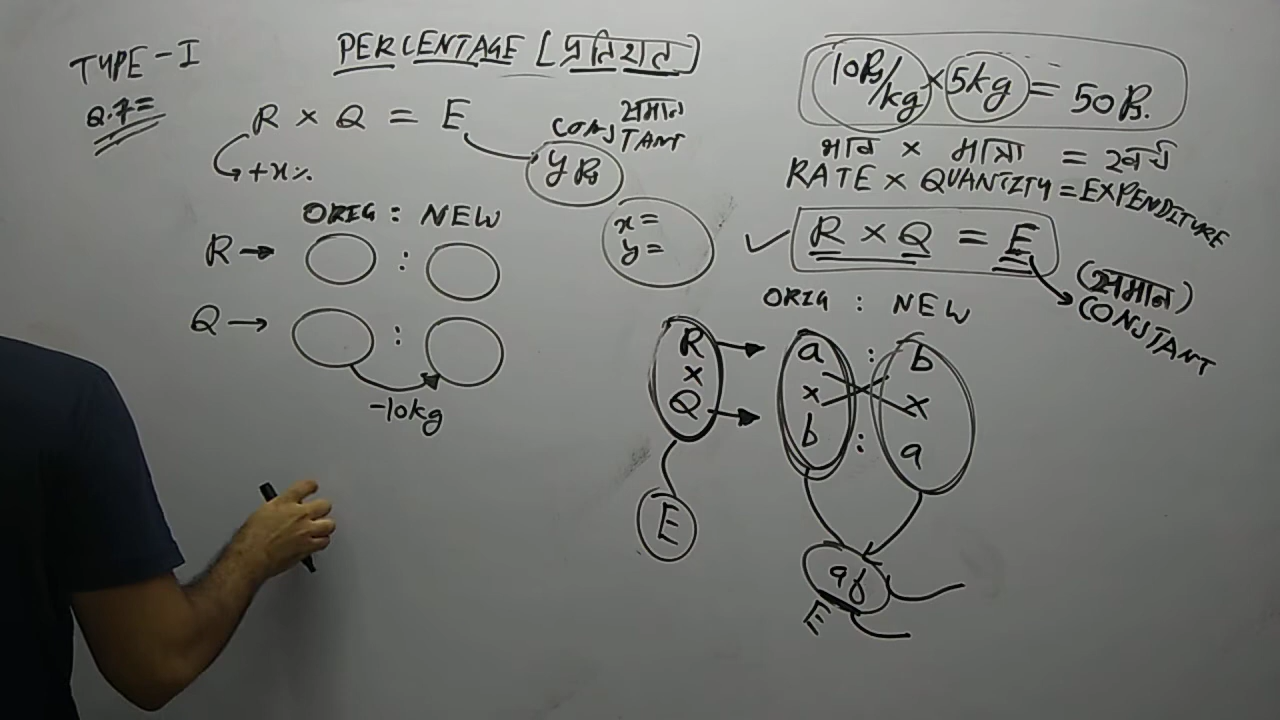 TYPE-I
PERCENTAGE [प्रतिशत]
Q.7=
R × Q = E
समान
CONSTANT
+x%
y Rs
ORIG : NEW
R → :
Q → :
-10kg
x=
y=
10Rs/kg × 5kg = 50Rs.
भाव × मात्रा = खर्च
RATE × QUANTITY = EXPENDITURE
R × Q = E
(समान)
CONSTANT
ORIG : NEW
R a : b
× × ×
Q b : a
E
E